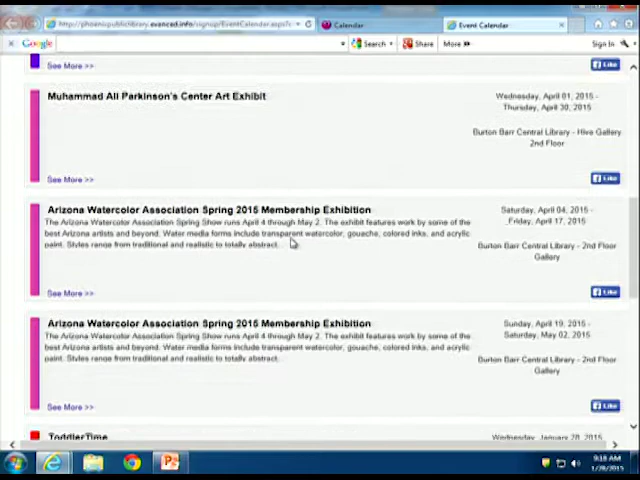 http://phoenixpubliclibrary.evanced.info/signup/EventCalendar.aspx?
Calendar
Event Calendar
Google
Search
Share
More »
Sign In
See More >>
Like
Muhammad Ali Parkinson's Center Art Exhibit
Wednesday, April 01, 2015 -
Thursday, April 30, 2015
Burton Barr Central Library - Hive Gallery
2nd Floor
See More >>
Like
Arizona Watercolor Association Spring 2015 Membership Exhibition
The Arizona Watercolor Association Spring Show runs April 4 through May 2. The exhibit features work by some of the
best Arizona artists and beyond. Water media forms include transparent watercolor, gouache, colored inks, and acrylic
paint. Styles range from traditional and realistic to totally abstract.
Saturday, April 04, 2015 -
Friday, April 17, 2015
Burton Barr Central Library - 2nd Floor
Gallery
See More >>
Like
Arizona Watercolor Association Spring 2015 Membership Exhibition
The Arizona Watercolor Association Spring Show runs April 4 through May 2. The exhibit features work by some of the
best Arizona artists and beyond. Water media forms include transparent watercolor, gouache, colored inks, and acrylic
paint. Styles range from traditional and realistic to totally abstract.
Sunday, April 19, 2015 -
Saturday, May 02, 2015
Burton Barr Central Library - 2nd Floor
Gallery
See More >>
Like
ToddlerTime
Wednesday, January 28, 2015
9:18 AM
1/28/2015